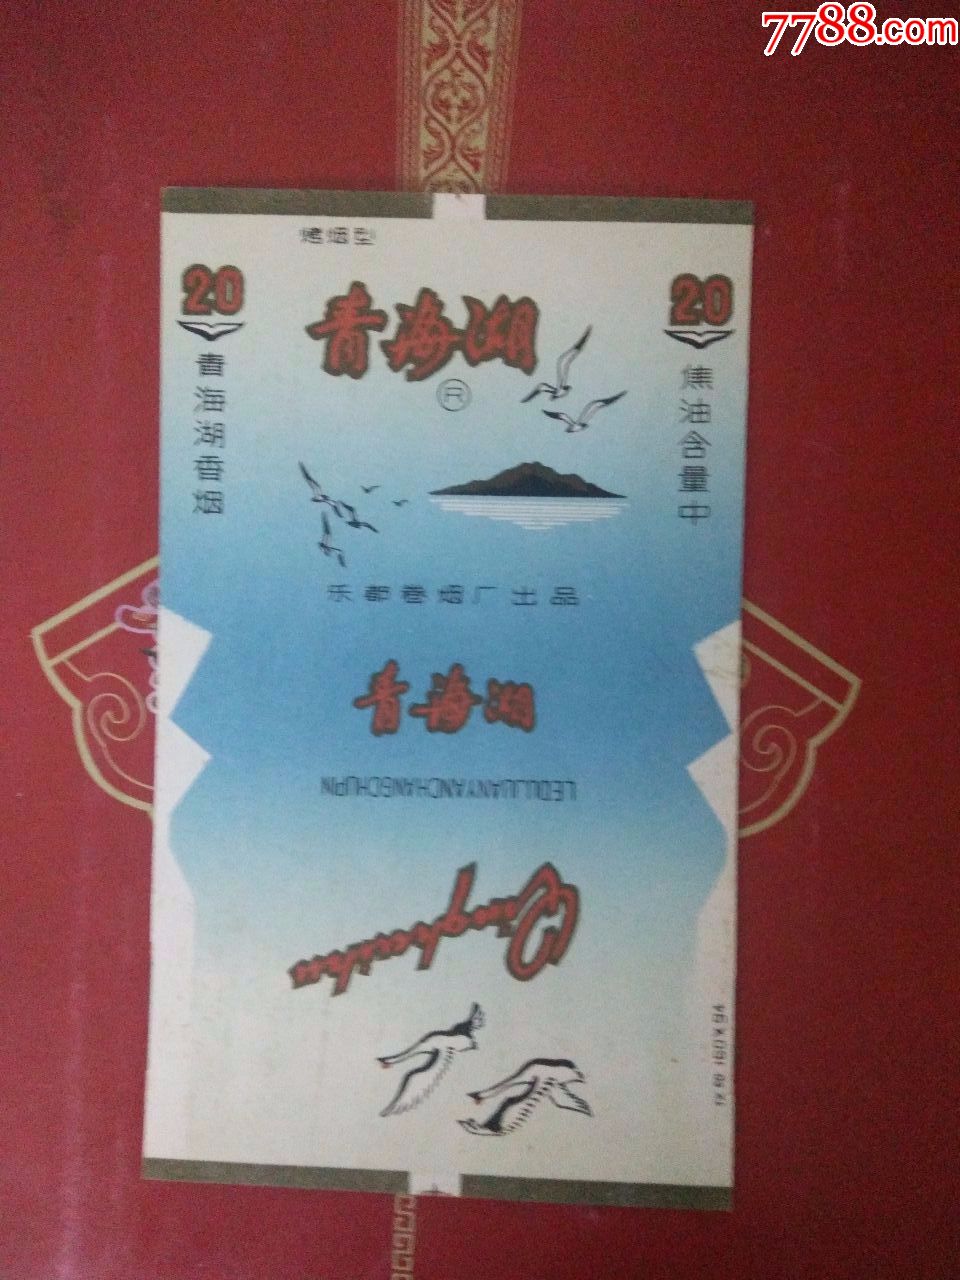 7788.com
烤烟型
20
青海湖香烟
青海湖
R
20
焦油含量中
乐都卷烟厂出品
青海湖
LEDUJUANYANCHANGCHUPIN
Qinghaihu